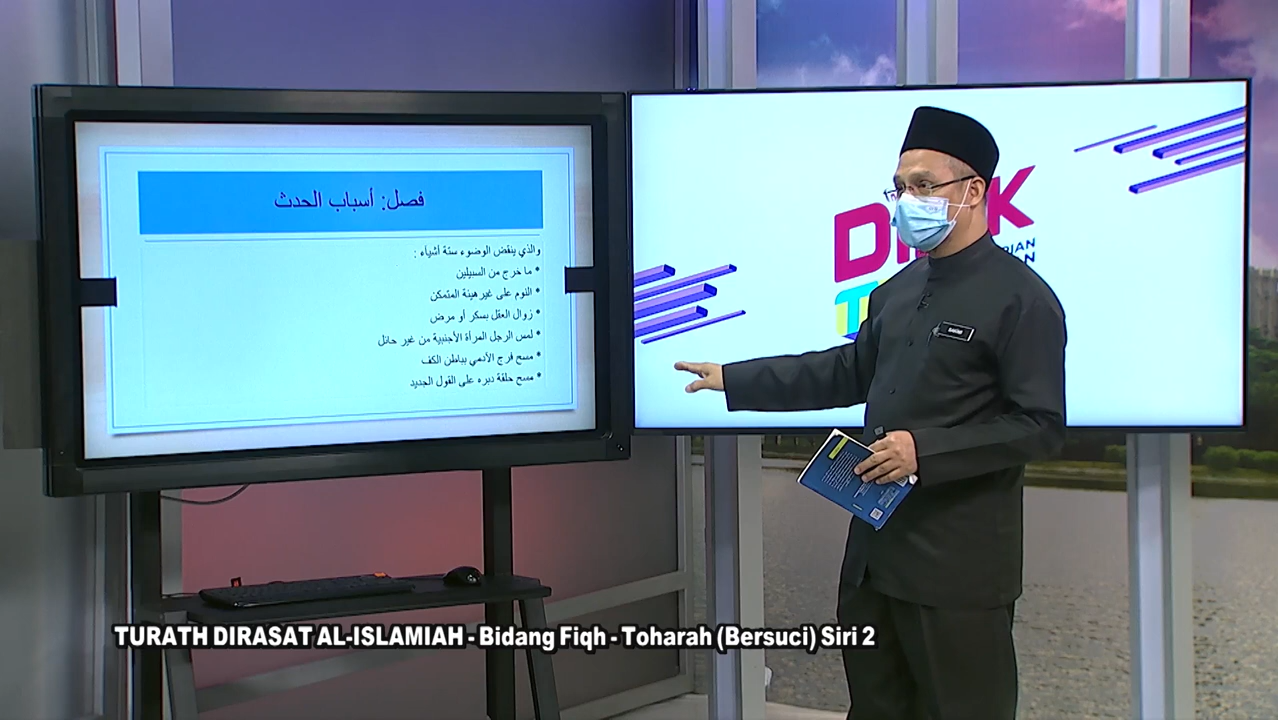 فصل: أسباب الحدث
والذي ينقض الوضوء ستة أشياء :
• ما خرج من السبيلين
• النوم على غير هيئة المتمكن
• زوال العقل بسكر أو مرض
• لمس الرجل المرأة الأجنبية من غير حائل
• مسح فرج الآدمي بباطن الكف
• مسح حلقة دبره على القول الجديد
TURATH DIRASAT AL-ISLAMIAH - Bidang Fiqh - Toharah (Bersuci) Siri 2